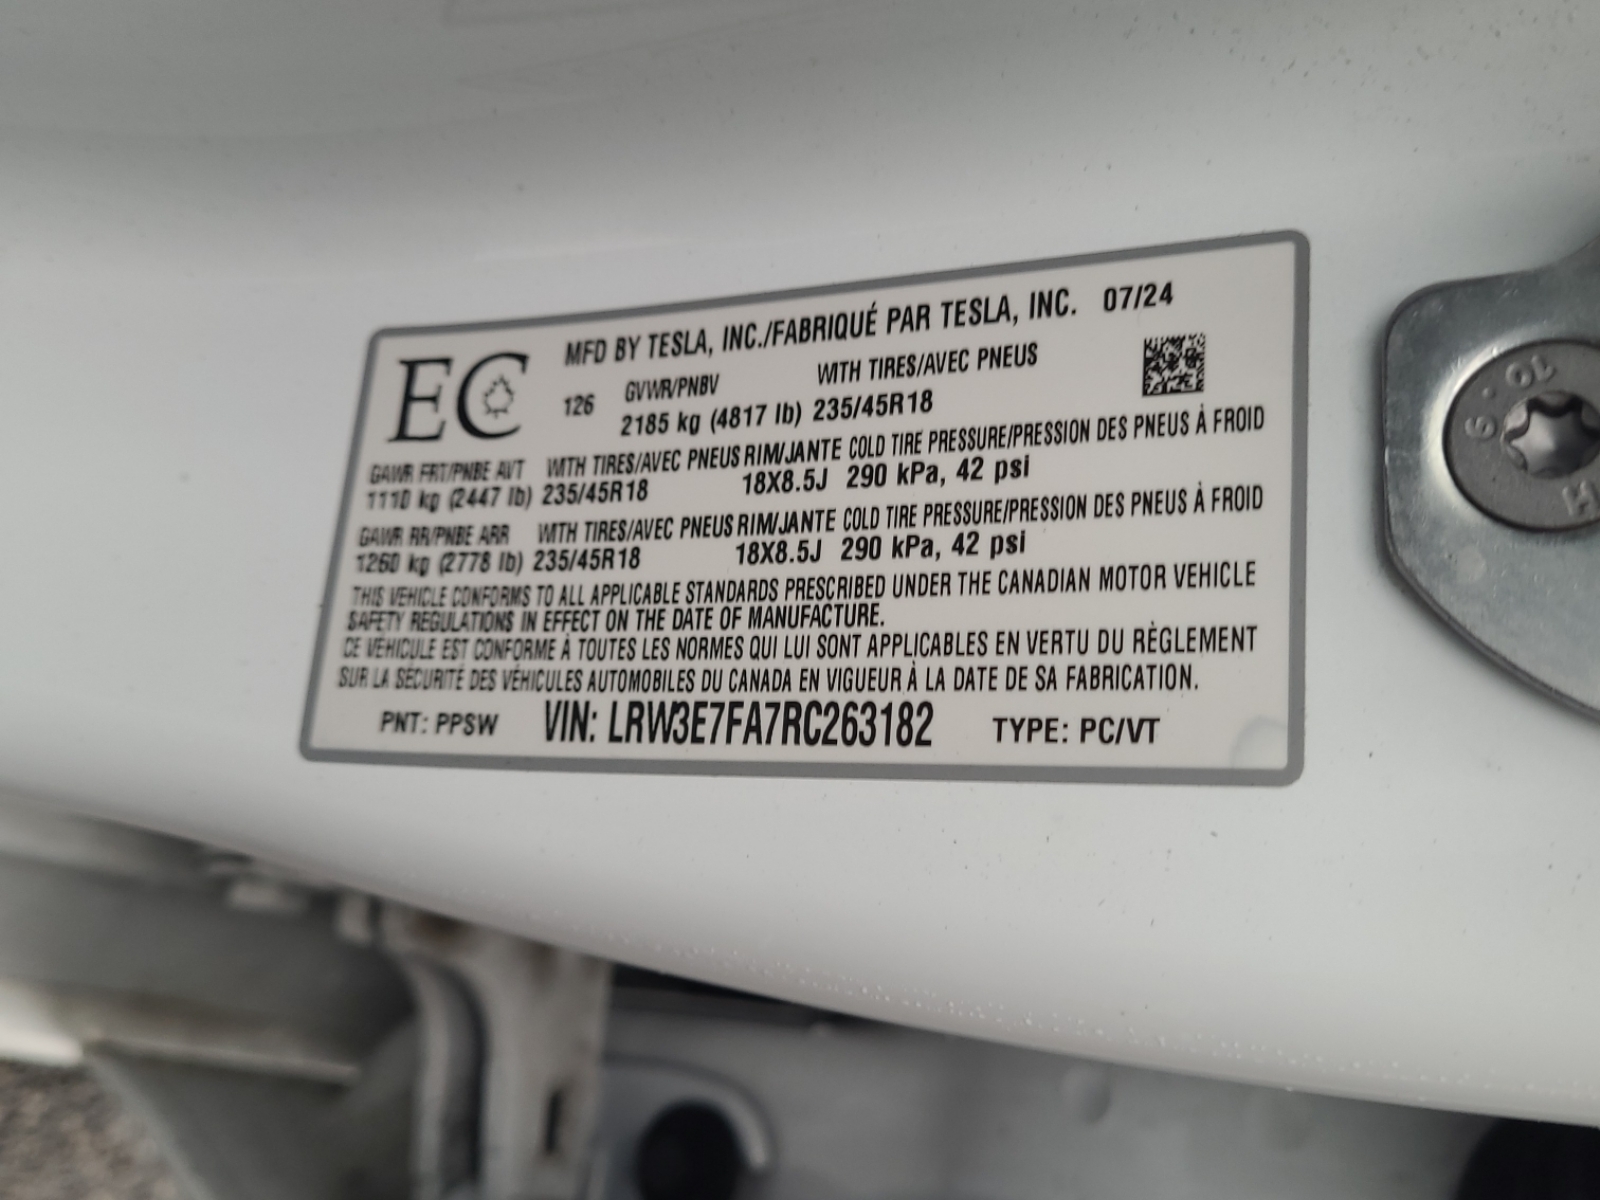 MFD BY TESLA, INC./FABRIQUÉ PAR TESLA, INC. 07/24
EC
126 GVWR/PNBV WITH TIRES/AVEC PNEUS
2185 kg (4817 lb) 235/45R18
GAWR FRT/PNBE AVT WITH TIRES/AVEC PNEUS RIM/JANTE COLD TIRE PRESSURE/PRESSION DES PNEUS À FROID
1110 kg (2447 lb) 235/45R18 18X8.5J 290 kPa, 42 psi
GAWR RR/PNBE ARR WITH TIRES/AVEC PNEUS RIM/JANTE COLD TIRE PRESSURE/PRESSION DES PNEUS À FROID
1260 kg (2778 lb) 235/45R18 18X8.5J 290 kPa, 42 psi
THIS VEHICLE CONFORMS TO ALL APPLICABLE STANDARDS PRESCRIBED UNDER THE CANADIAN MOTOR VEHICLE
SAFETY REGULATIONS IN EFFECT ON THE DATE OF MANUFACTURE.
CE VEHICULE EST CONFORME À TOUTES LES NORMES QUI LUI SONT APPLICABLES EN VERTU DU RÈGLEMENT
SUR LA SÉCURITÉ DES VÉHICULES AUTOMOBILES DU CANADA EN VIGUEUR À LA DATE DE SA FABRICATION.
PNT: PPSW VIN: LRW3E7FA7RC263182 TYPE: PC/VT
10.9